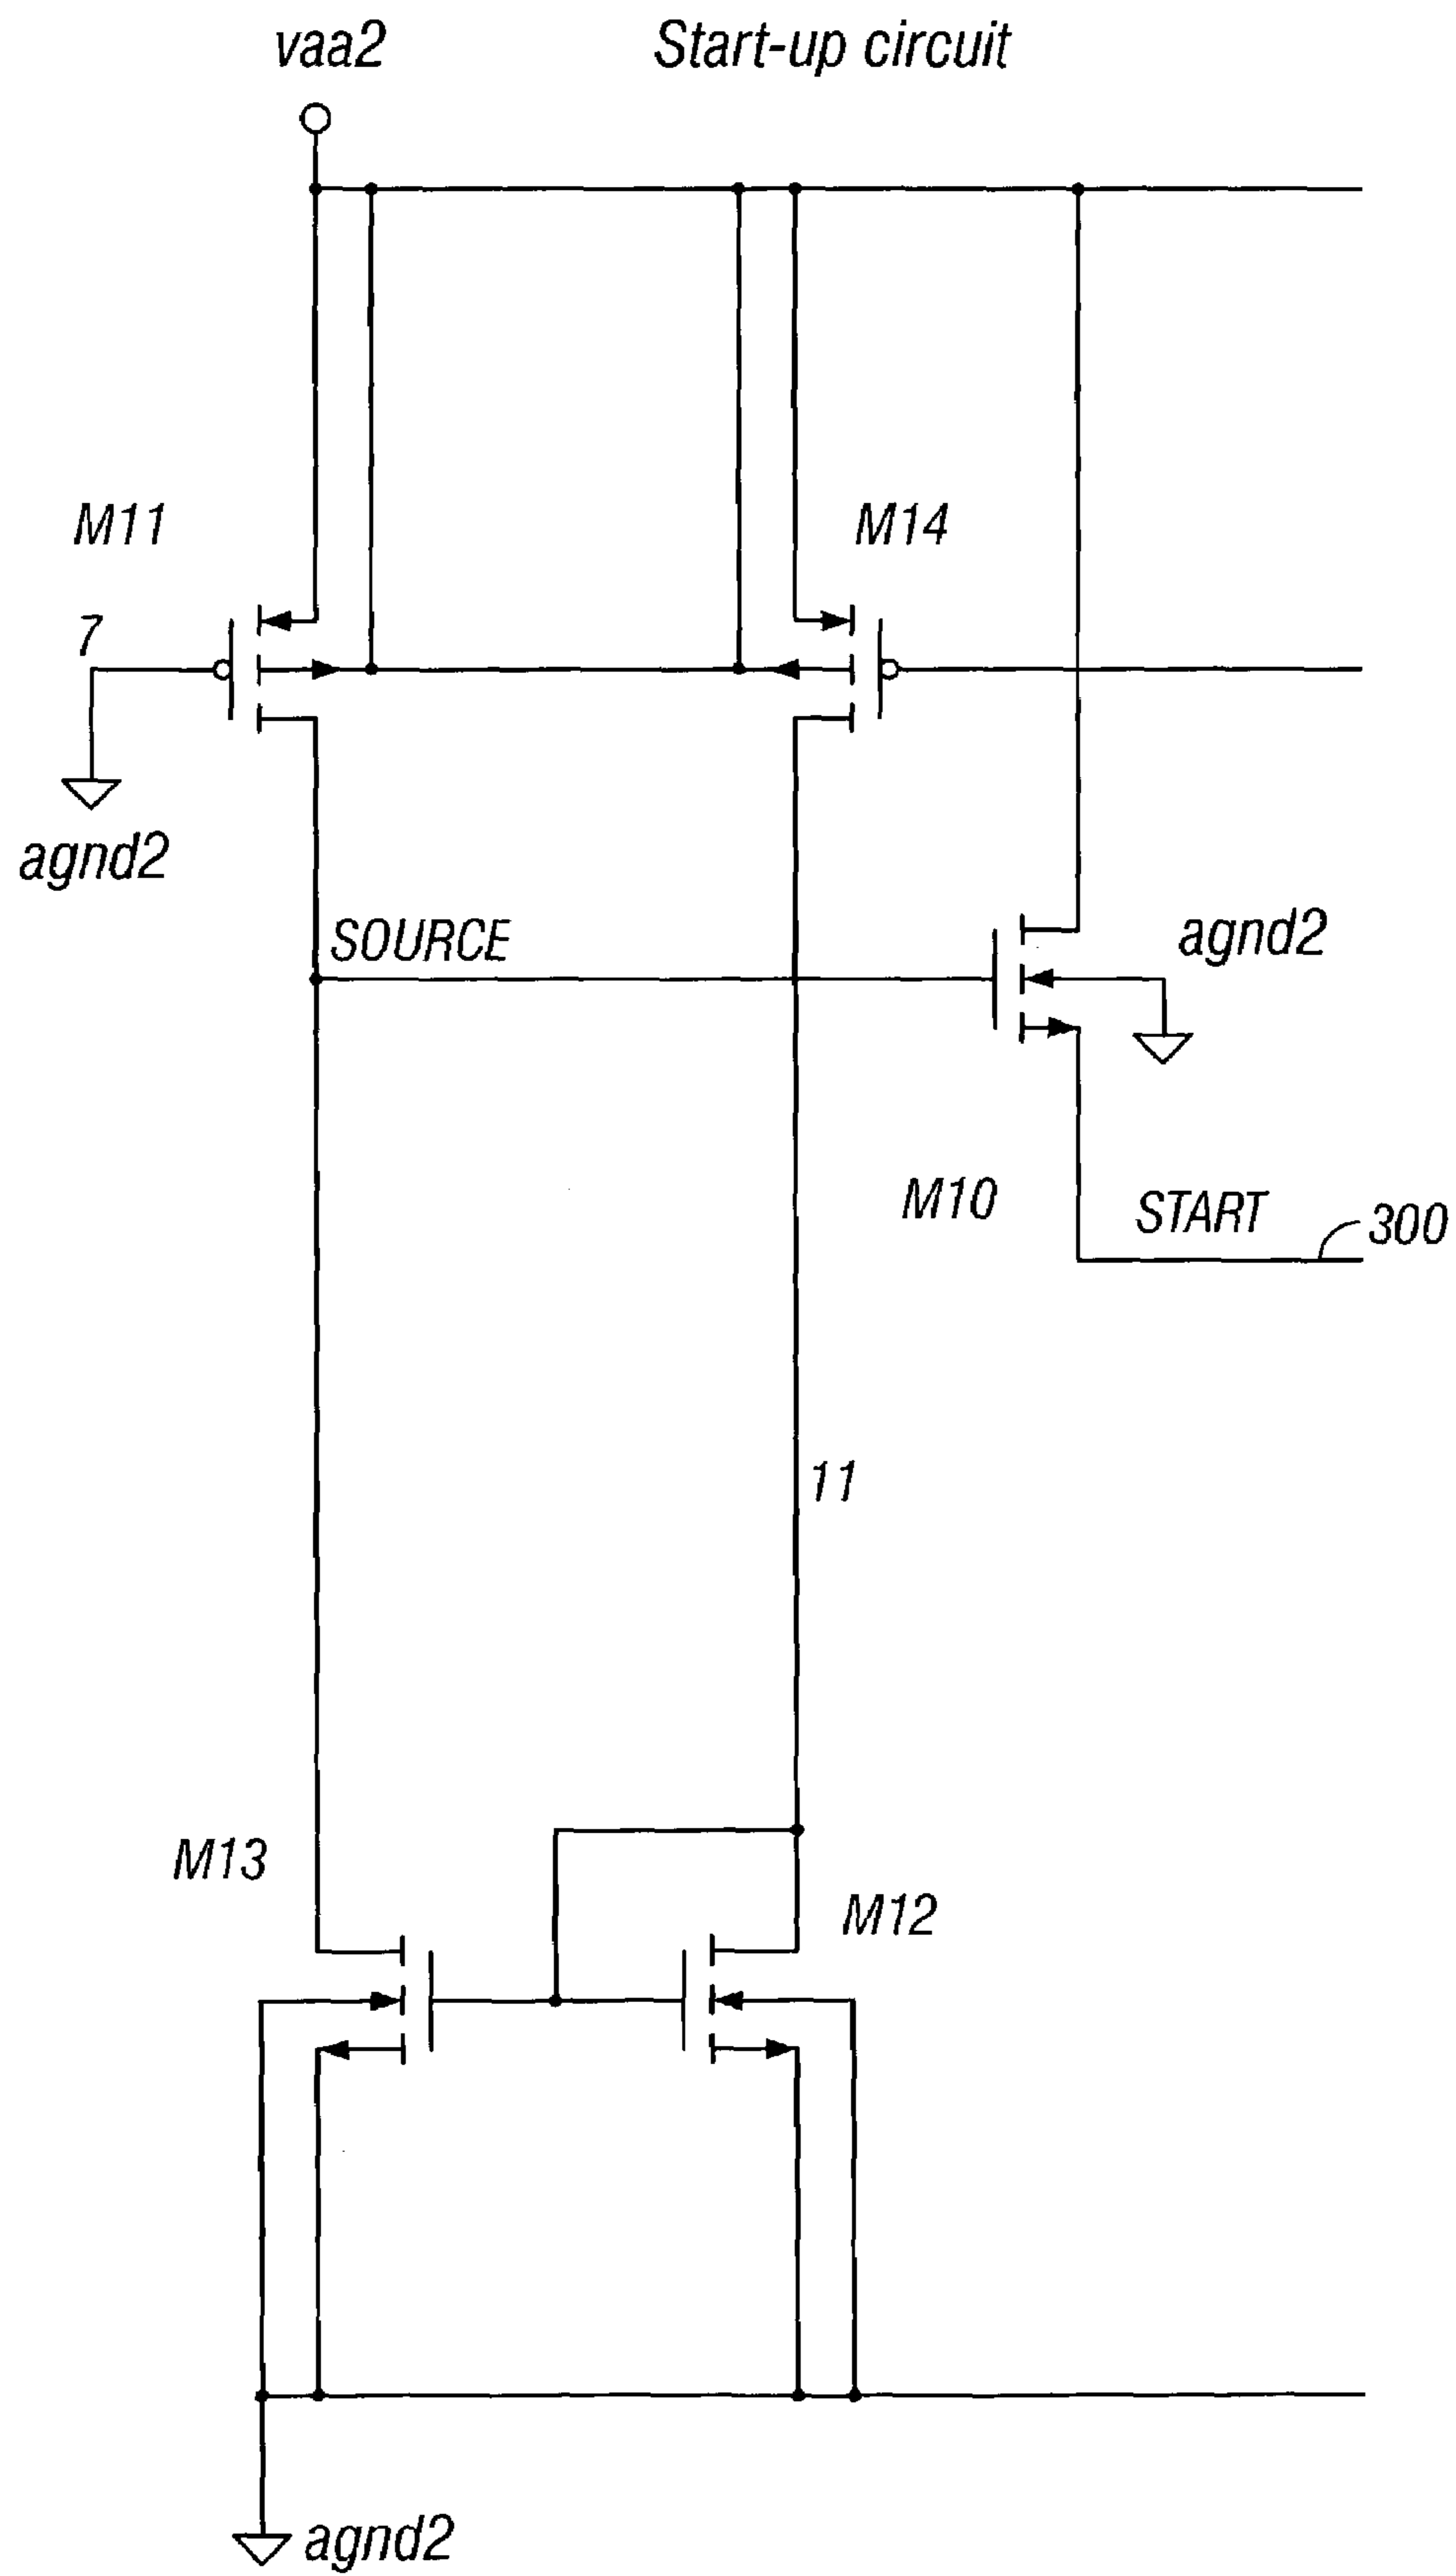 vaa2
Start-up circuit
M11
M14
7
agnd2
SOURCE
agnd2
M10
START
300
11
M13
M12
agnd2